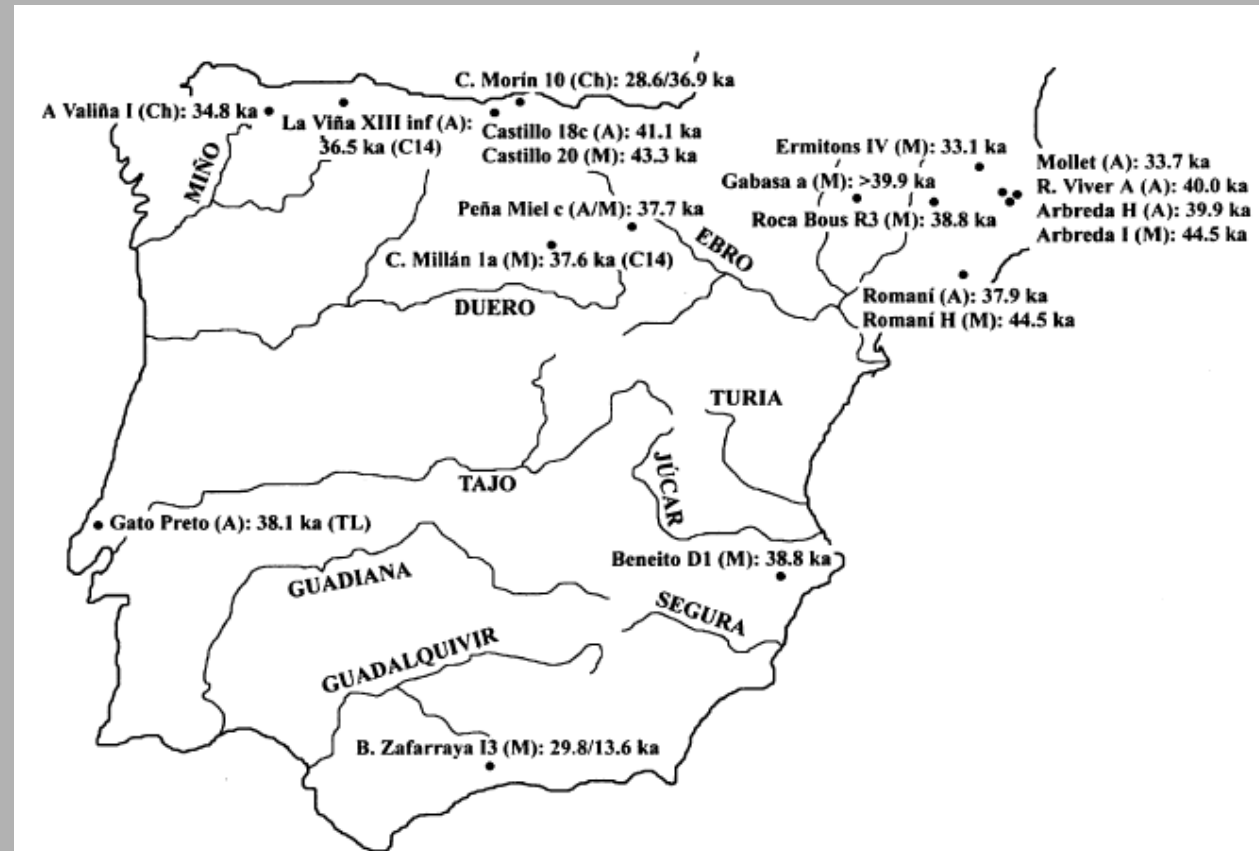 C. Morín 10 (Ch): 28.6/36.9 ka
A Valiña I (Ch): 34.8 ka
La Viña XIII inf (A):
36.5 ka (C14)
Castillo 18c (A): 41.1 ka
Castillo 20 (M): 43.3 ka
MIÑO
Ermitons IV (M): 33.1 ka
Gabasa a (M): >39.9 ka
Roca Bous R3 (M): 38.8 ka
Mollet (A): 33.7 ka
R. Viver A (A): 40.0 ka
Arbreda H (A): 39.9 ka
Arbreda I (M): 44.5 ka
Peña Miel c (A/M): 37.7 ka
C. Millán 1a (M): 37.6 ka (C14)
EBRO
DUERO
Romaní (A): 37.9 ka
Romaní H (M): 44.5 ka
TURIA
JÚCAR
TAJO
Gato Preto (A): 38.1 ka (TL)
Beneito D1 (M): 38.8 ka
GUADIANA
SEGURA
GUADALQUIVIR
B. Zafarraya I3 (M): 29.8/13.6 ka